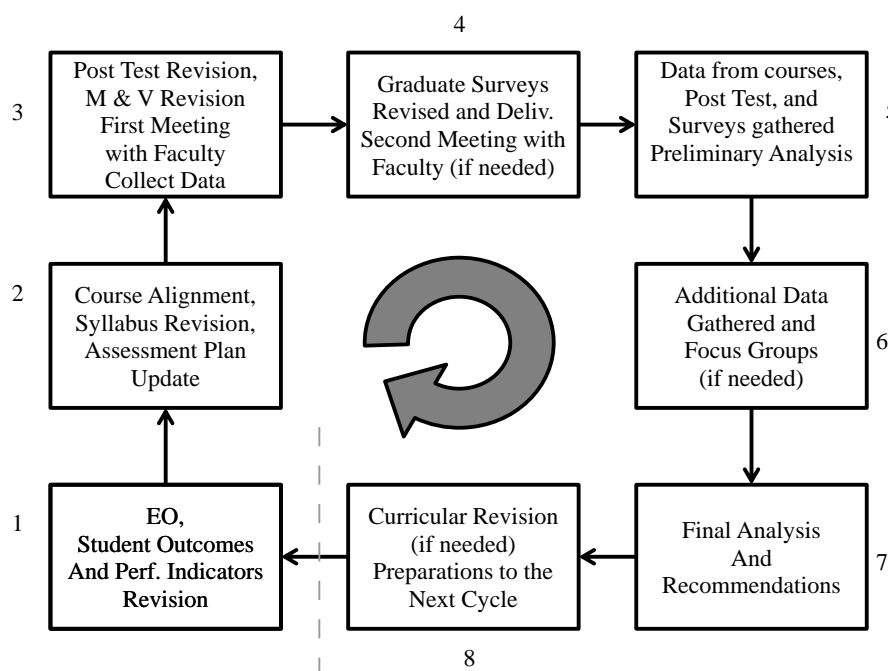 4
3
Post Test Revision,
M & V Revision
First Meeting
with Faculty
Collect Data
Graduate Surveys
Revised and Deliv.
Second Meeting with
Faculty (if needed)
Data from courses,
Post Test, and
Surveys gathered
Preliminary Analysis
2
Course Alignment,
Syllabus Revision,
Assessment Plan
Update
Additional Data
Gathered and
Focus Groups
(if needed)
6
1
EO,
Student Outcomes
And Perf. Indicators
Revision
Curricular Revision
(if needed)
Preparations to the
Next Cycle
Final Analysis
And
Recommendations
7
8